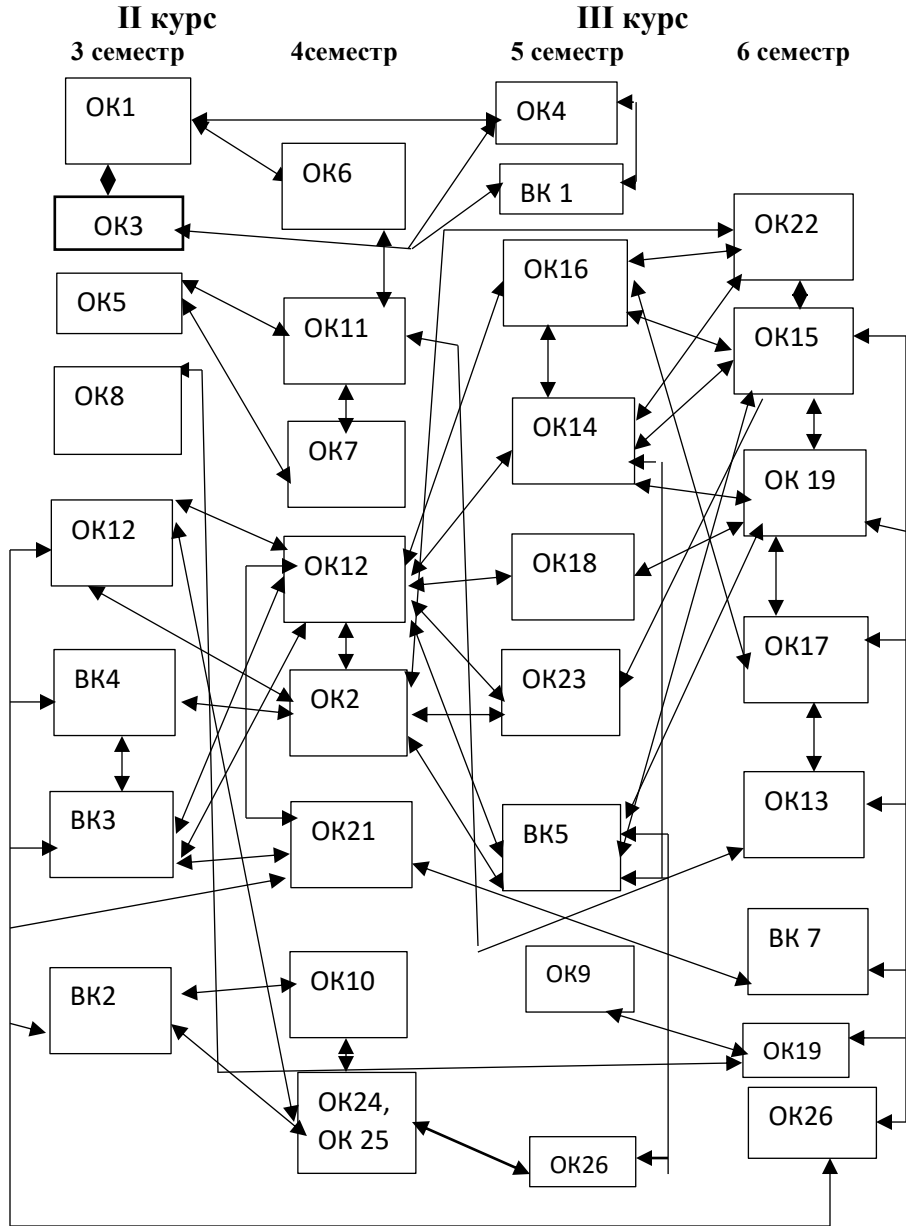 II курс
III курс
3 семестр
4семестр
5 семестр
6 семестр
ОК1
ОК3
ОК5
ОК8
ОК12
ВК4
ВК3
ВК2
ОК6
ОК11
ОК7
ОК12
ОК2
ОК21
ОК10
ОК24,
ОК 25
ОК4
ВК 1
ОК16
ОК14
ОК18
ОК23
ВК5
ОК9
ОК26
ОК22
ОК15
ОК 19
ОК17
ОК13
ВК 7
ОК19
ОК26